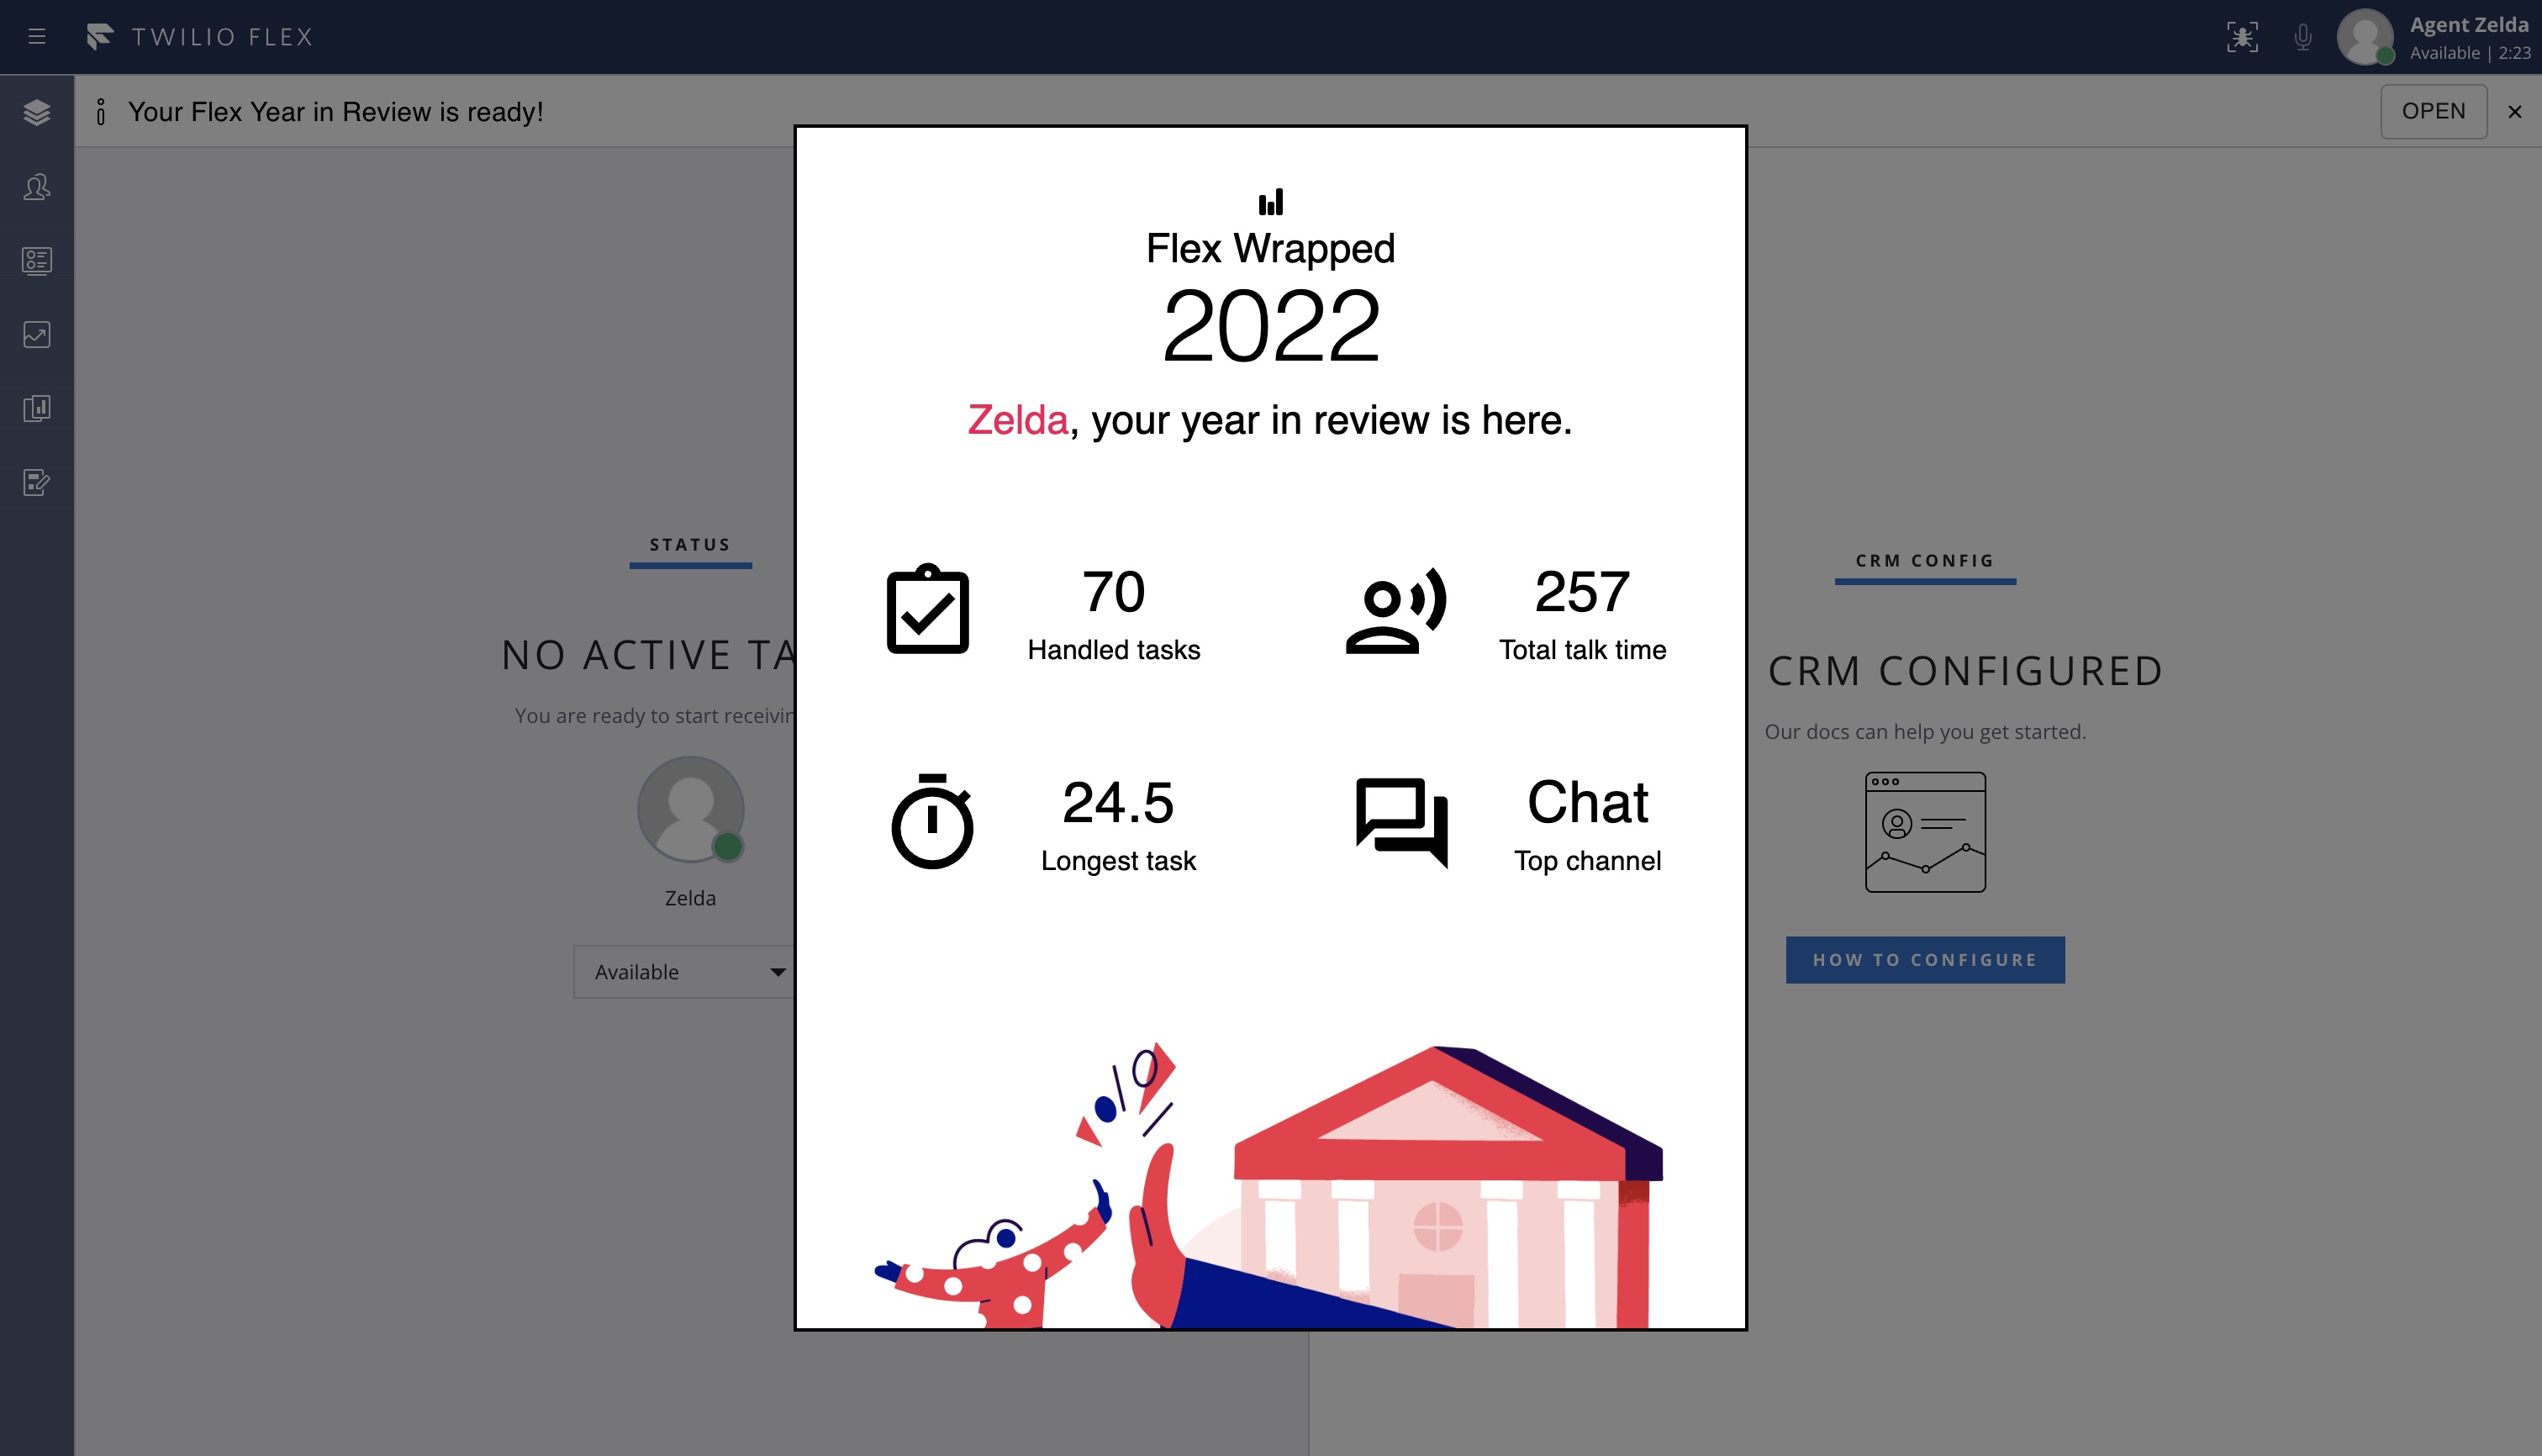 TWILIO FLEX
Agent Zelda
Available | 2:23
Your Flex Year in Review is ready!
OPEN
Flex Wrapped
2022
Zelda, your year in review is here.
70
Handled tasks
257
Total talk time
24.5
Longest task
Chat
Top channel
STATUS
NO ACTIVE TA
You are ready to start receivin
Zelda
Available
CRM CONFIG
CRM CONFIGURED
Our docs can help you get started.
HOW TO CONFIGURE